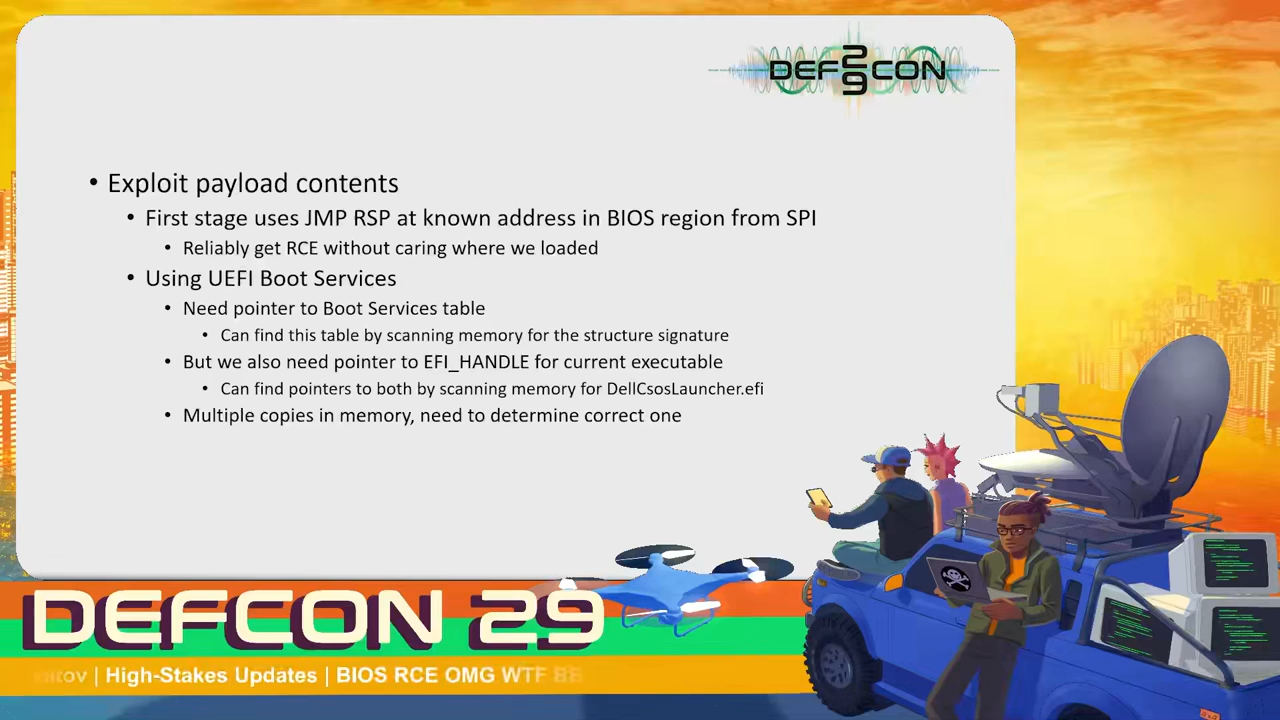 DEF CON
29
• Exploit payload contents
• First stage uses JMP RSP at known address in BIOS region from SPI
• Reliably get RCE without caring where we loaded
• Using UEFI Boot Services
• Need pointer to Boot Services table
• Can find this table by scanning memory for the structure signature
• But we also need pointer to EFI_HANDLE for current executable
• Can find pointers to both by scanning memory for DellCsosLauncher.efi
• Multiple copies in memory, need to determine correct one
DEFCON 29
| High-Stakes Updates | BIOS RCE OMG WTF